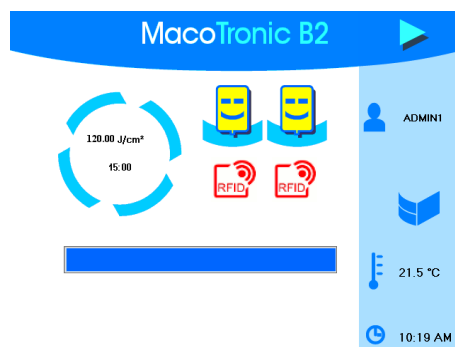 MacoTronic B2
120.00 J/cm²
15:00
RFID
RFID
ADMIN1
21.5 °C
10:19 AM